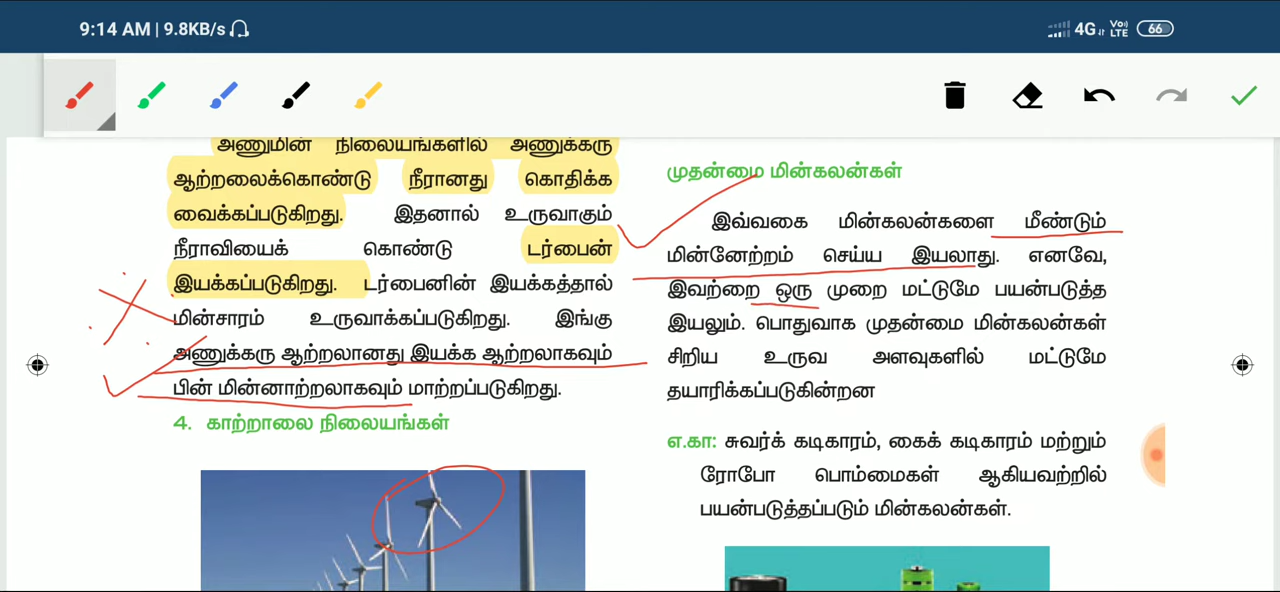 9:14 AM | 9.8KB/s
4G Vo) LTE 66
அணுமின் நிலையங்களில் அணுக்கரு
ஆற்றலைக்கொண்டு நீரானது கொதிக்க
வைக்கப்படுகிறது. இதனால் உருவாகும்
நீராவியைக் கொண்டு டர்பைன்
இயக்கப்படுகிறது. டர்பைனின் இயக்கத்தால்
மின்சாரம் உருவாக்கப்படுகிறது. இங்கு
அணுக்கரு ஆற்றலானது இயக்க ஆற்றலாகவும்
பின் மின்னாற்றலாகவும் மாற்றப்படுகிறது.
4. காற்றாலை நிலையங்கள்
முதன்மை மின்கலன்கள்
இவ்வகை மின்கலன்களை மீண்டும்
மின்னேற்றம் செய்ய இயலாது. எனவே,
இவற்றை ஒரு முறை மட்டுமே பயன்படுத்த
இயலும். பொதுவாக முதன்மை மின்கலன்கள்
சிறிய உருவ அளவுகளில் மட்டுமே
தயாரிக்கப்படுகின்றன
எ.கா: சுவர்க் கடிகாரம், கைக் கடிகாரம் மற்றும்
ரோபோ பொம்மைகள் ஆகியவற்றில்
பயன்படுத்தப்படும் மின்கலன்கள்.